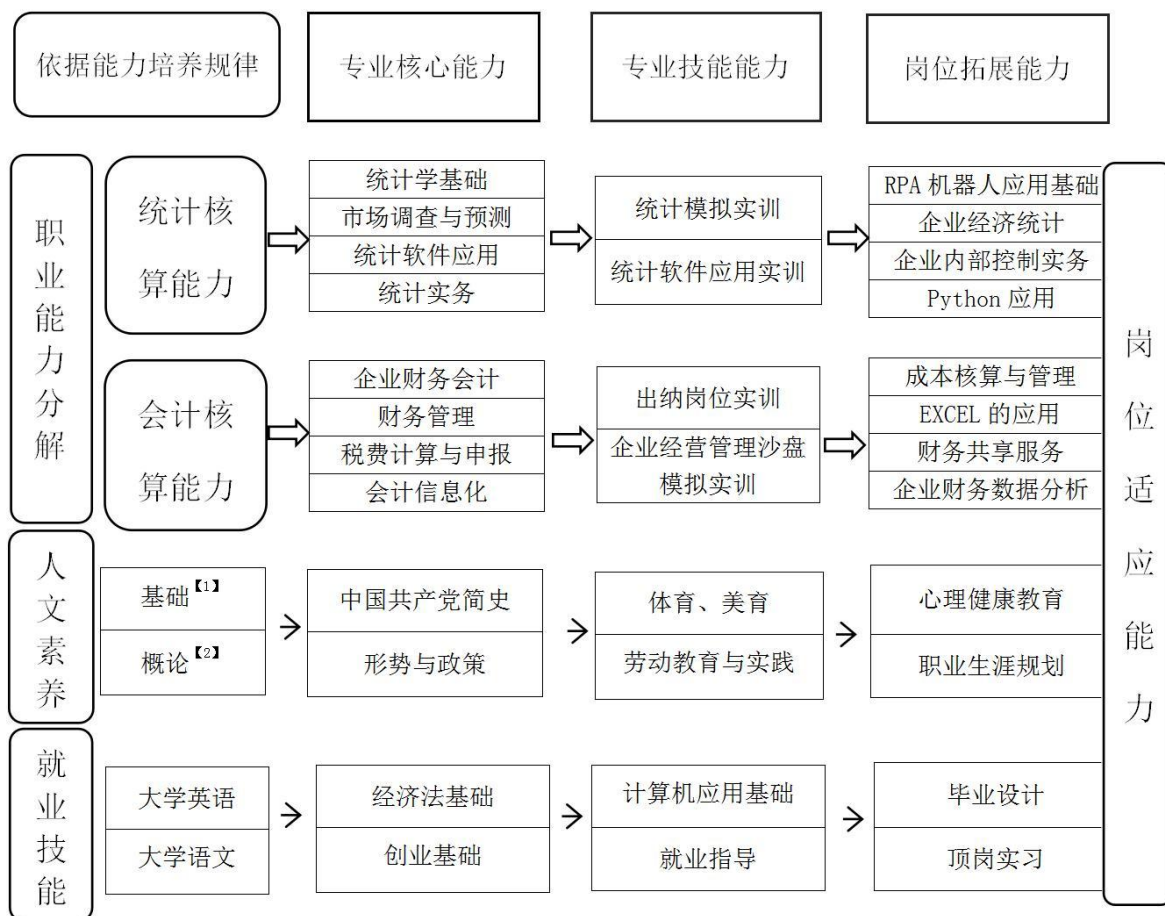 依据能力培养规律
专业核心能力
专业技能能力
岗位拓展能力
职业能力分解
统计核
算能力
统计学基础
市场调查与预测
统计软件应用
统计实务
统计模拟实训
统计软件应用实训
RPA 机器人应用基础
企业经济统计
企业内部控制实务
Python 应用
会计核
算能力
企业财务会计
财务管理
税费计算与申报
会计信息化
出纳岗位实训
企业经营管理沙盘
模拟实训
成本核算与管理
EXCEL 的应用
财务共享服务
企业财务数据分析
人文素养
基础【1】
概论【2】
中国共产党简史
形势与政策
体育、美育
劳动教育与实践
心理健康教育
职业生涯规划
就业技能
大学英语
大学语文
经济法基础
创业基础
计算机应用基础
就业指导
毕业设计
顶岗实习
岗位适应能力